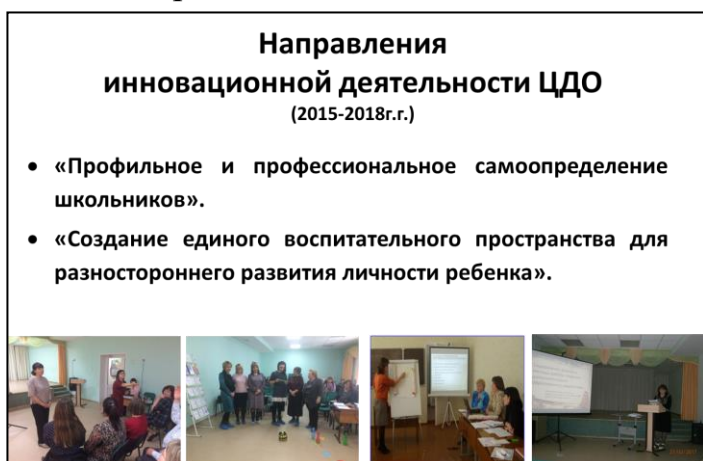 Направления
инновационной деятельности ЦДО
(2015-2018г.г.)
• «Профильное и профессиональное самоопределение
школьников».
• «Создание единого воспитательного пространства для
разностороннего развития личности ребенка».